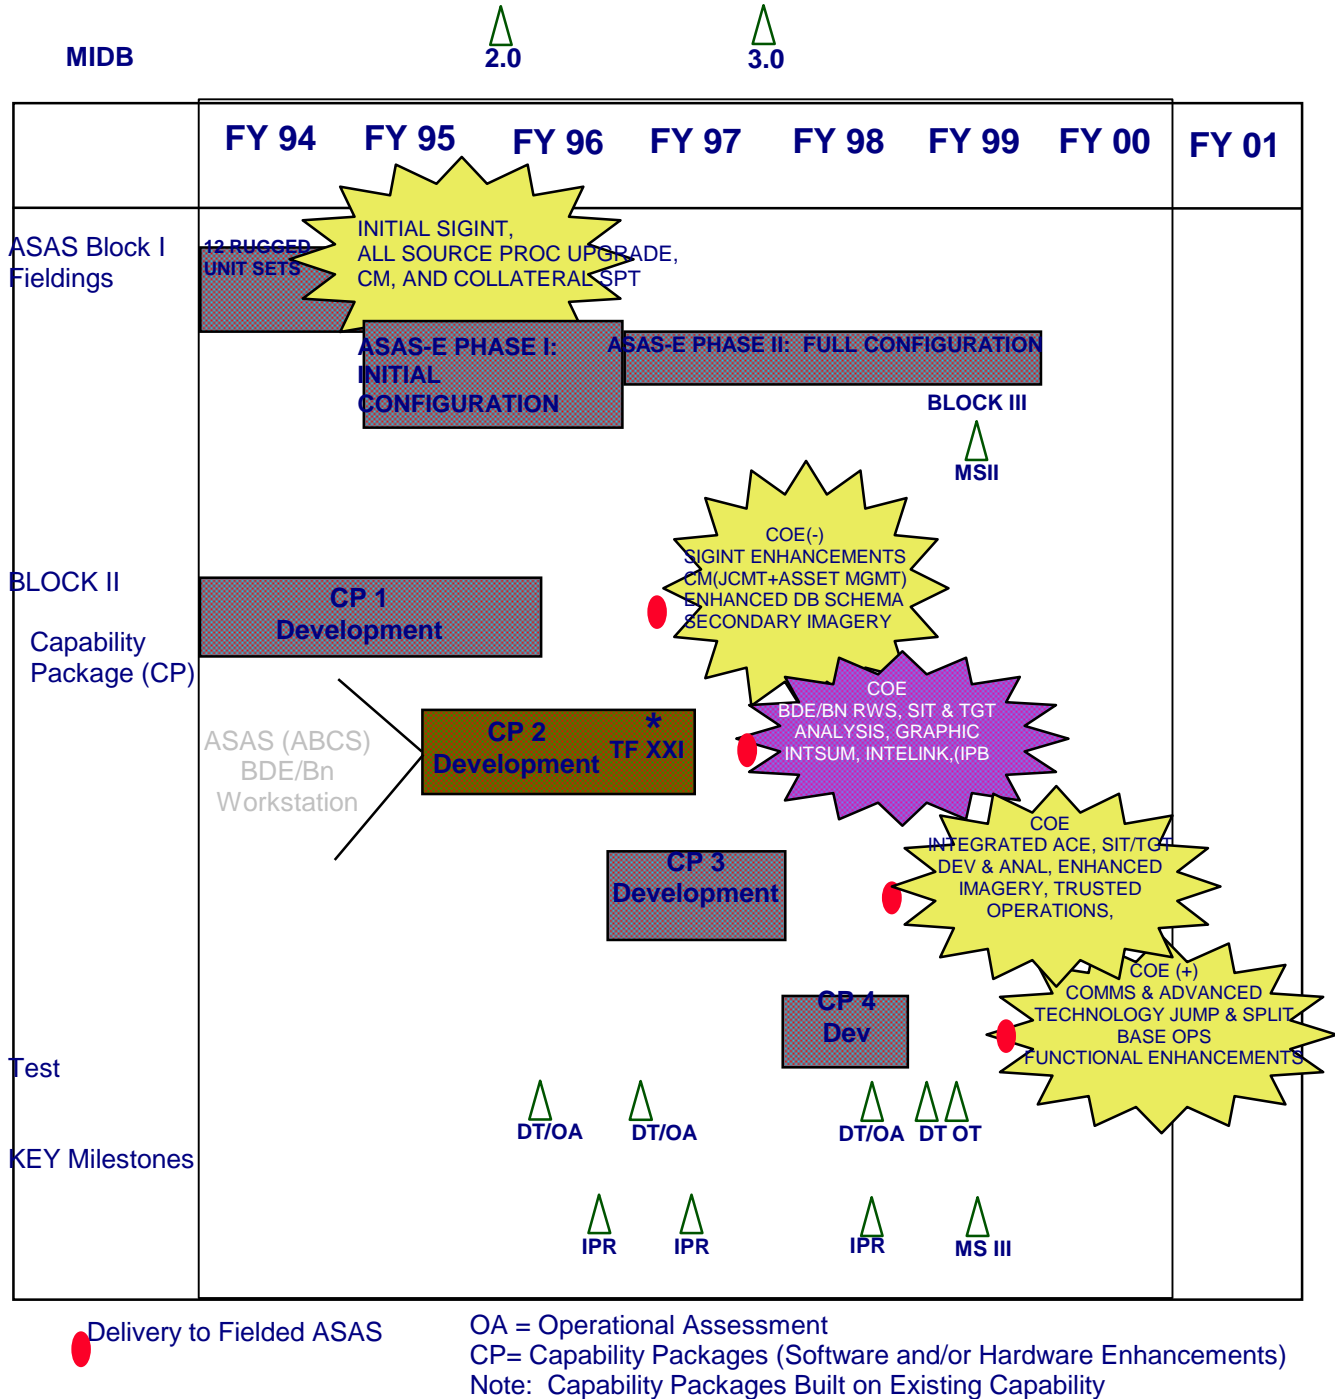 MIDB
2.0
3.0
FY 94
FY 95
FY 96
FY 97
FY 98
FY 99
FY 00
FY 01
ASAS Block I
Fieldings
12 RUGGED
UNIT SETS
INITIAL SIGINT,
ALL SOURCE PROC UPGRADE,
CM, AND COLLATERAL SPT
ASAS-E PHASE I:
INITIAL
CONFIGURATION
ASAS-E PHASE II: FULL CONFIGURATION
BLOCK III
MSII
BLOCK II
Capability
Package (CP)
CP 1
Development
COE(-)
SIGINT ENHANCEMENTS
CM(JCMT+ASSET MGMT)
ENHANCED DB SCHEMA
SECONDARY IMAGERY
ASAS (ABCS)
BDE/Bn
Workstation
CP 2
Development
*
TF XXI
COE
BDE/BN RWS, SIT & TGT
ANALYSIS, GRAPHIC
INTSUM, INTELINK,(IPB
CP 3
Development
COE
INTEGRATED ACE, SIT/TGT
DEV & ANAL, ENHANCED
IMAGERY, TRUSTED
OPERATIONS,
CP 4
Dev
COE (+)
COMMS & ADVANCED
TECHNOLOGY JUMP & SPLIT
BASE OPS
FUNCTIONAL ENHANCEMENTS
Test
DT/OA
DT/OA
DT/OA
DT OT
KEY Milestones
IPR
IPR
IPR
MS III
Delivery to Fielded ASAS
OA = Operational Assessment
CP= Capability Packages (Software and/or Hardware Enhancements)
Note: Capability Packages Built on Existing Capability